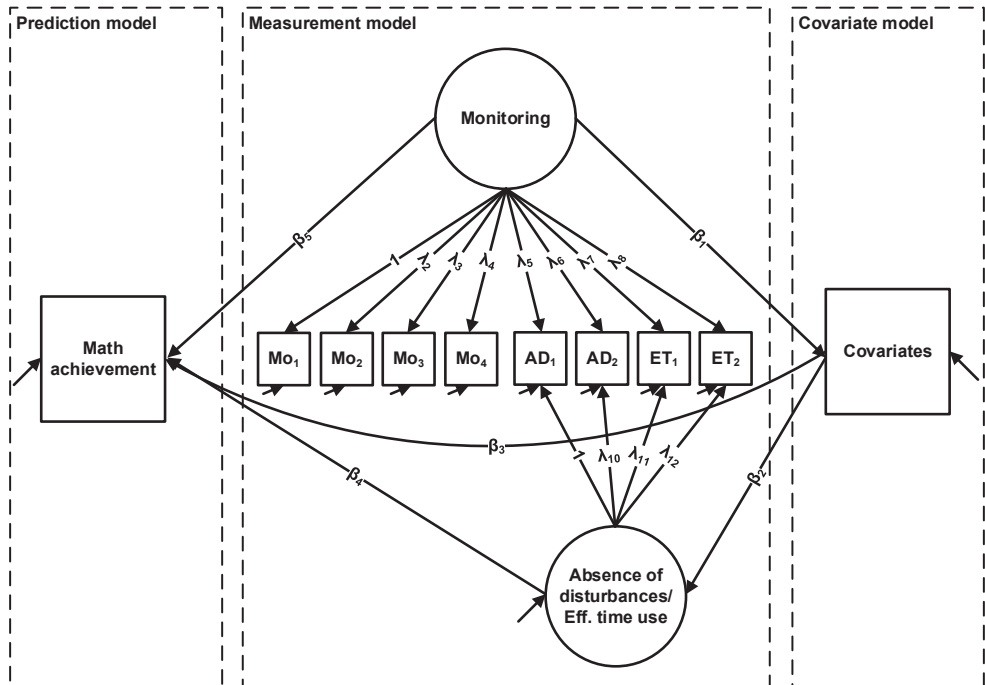 Prediction model
Measurement model
Covariate model
Monitoring
β₅
β₁
1
λ₂
λ₃
λ₄
λ₅
λ₆
λ₇
λ₈
Math
achievement
Mo₁
Mo₂
Mo₃
Mo₄
AD₁
AD₂
ET₁
ET₂
Covariates
β₃
β₄
1
λ₁₀
λ₁₁
λ₁₂
β₂
Absence of
disturbances/
Eff. time use